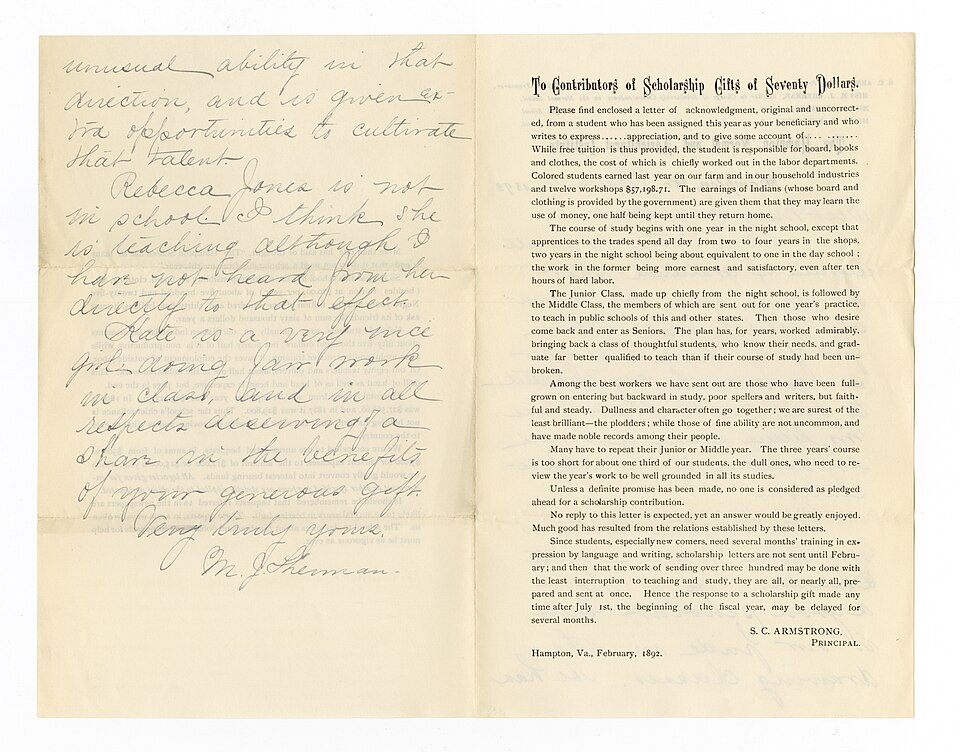 unusual ability in that
direction, and is given ex-
tra opportunities to cultivate
that talent.
Rebecca Jones is not
in school. I think she
is teaching although I
have not heard from her
directly to that effect.
Kate is a very nice
girl, doing fair work
in class, and in all
respects deserving a
share in the benefits
of your generous gift.
Very truly yours,
M. J. Sherman.
To Contributors of Scholarship Gifts of Seventy Dollars.
Please find enclosed a letter of acknowledgment, original and uncorrect-
ed, from a student who has been assigned this year as your beneficiary and who
writes to express......appreciation, and to give some account of.... .........
While free tuition is thus provided, the student is responsible for board, books
and clothes, the cost of which is chiefly worked out in the labor departments.
Colored students earned last year on our farm and in our household industries
and twelve workshops $57,198.71. The earnings of Indians (whose board and
clothing is provided by the government) are given them that they may learn the
use of money, one half being kept until they return home.
The course of study begins with one year in the night school, except that
apprentices to the trades spend all day from two to four years in the shops,
two years in the night school being about equivalent to one in the day school ;
the work in the former being more earnest and satisfactory, even after ten
hours of hard labor.
The Junior Class, made up chiefly from the night school, is followed by
the Middle Class, the members of which are sent out for one year's practice,
to teach in public schools of this and other states. Then those who desire
come back and enter as Seniors. The plan has, for years, worked admirably,
bringing back a class of thoughtful students, who know their needs, and grad-
uate far better qualified to teach than if their course of study had been un-
broken.
Among the best workers we have sent out are those who have been full-
grown on entering but backward in study, poor spellers and writers, but faith-
ful and steady. Dullness and character often go together ; we are surest of the
least brilliant—the plodders ; while those of fine ability are not uncommon, and
have made noble records among their people.
Many have to repeat their Junior or Middle year. The three years' course
is too short for about one third of our students, the dull ones, who need to re-
view the year's work to be well grounded in all its studies.
Unless a definite promise has been made, no one is considered as pledged
ahead for a scholarship contribution.
No reply to this letter is expected, yet an answer would be greatly enjoyed.
Much good has resulted from the relations established by these letters.
Since students, especially new comers, need several months' training in ex-
pression by language and writing, scholarship letters are not sent until Febru-
ary ; and then that the work of sending over three hundred may be done with
the least interruption to teaching and study, they are all, or nearly all, pre-
pared and sent at once. Hence the response to a scholarship gift made any
time after July 1st, the beginning of the fiscal year, may be delayed for
several months.
S. C. ARMSTRONG,
PRINCIPAL.
Hampton, Va., February, 1892.